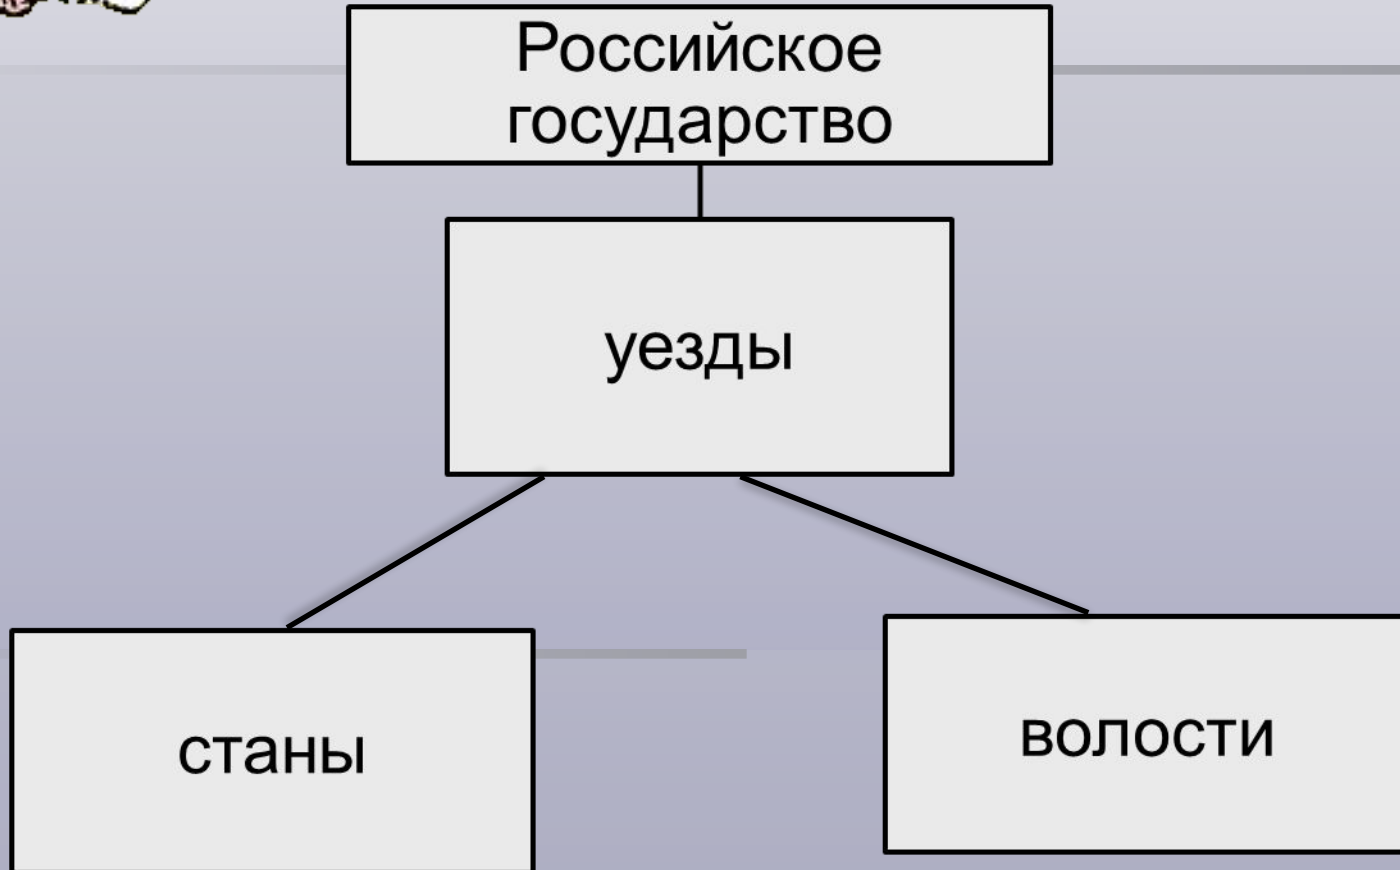 Российское
государство
уезды
станы
волости